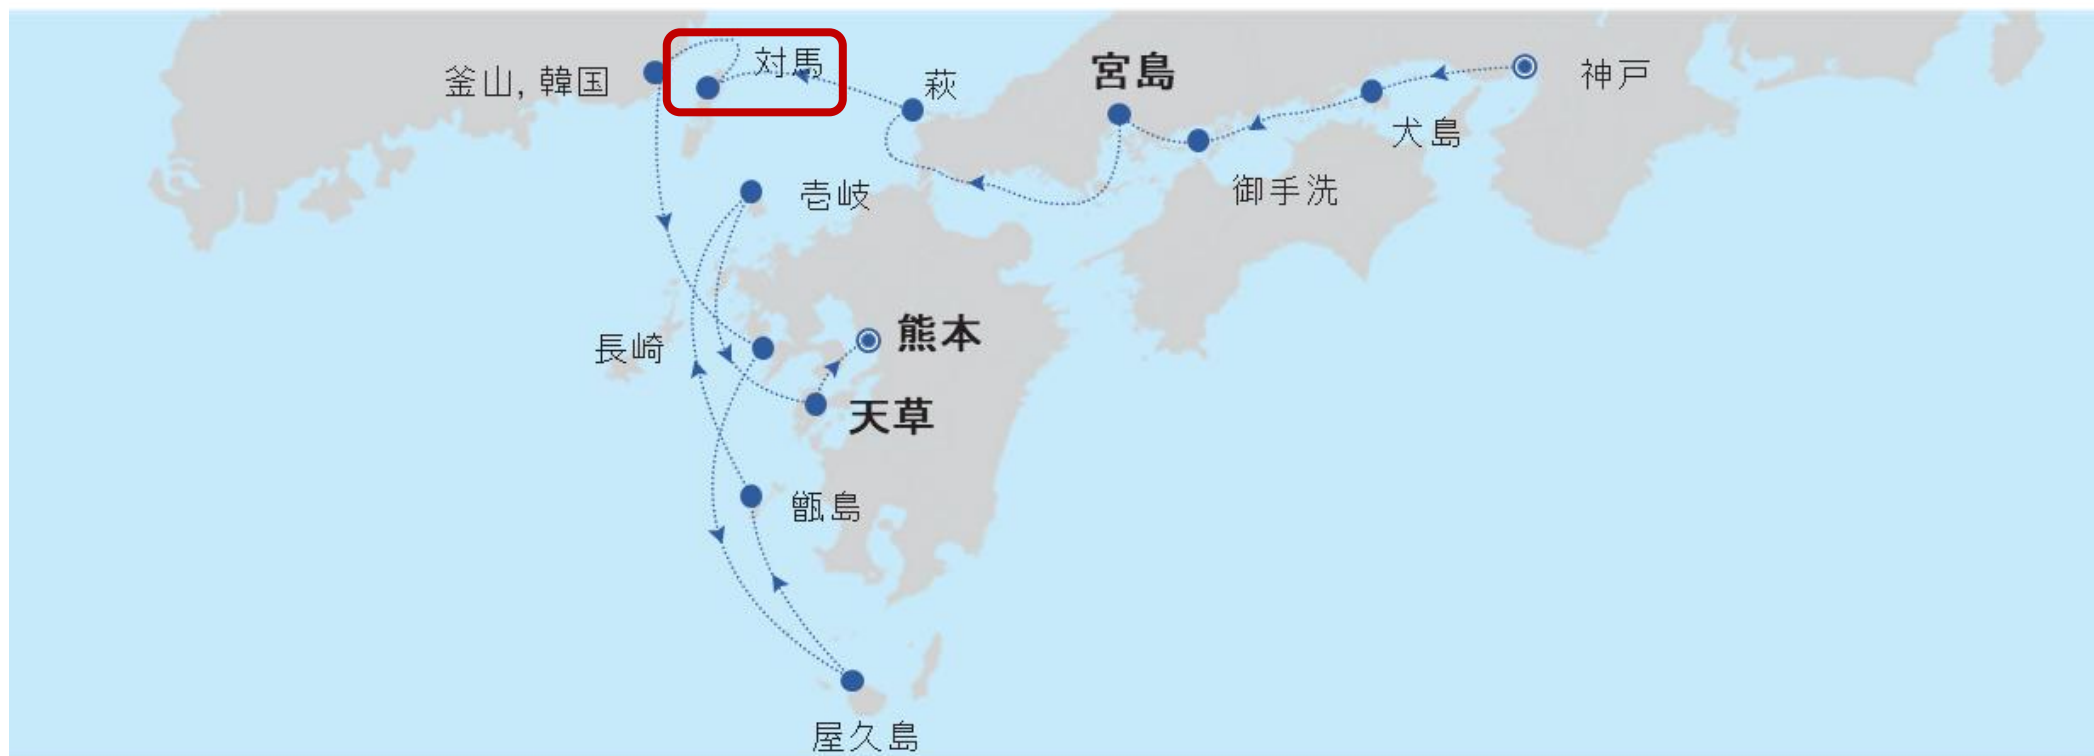 対馬
釜山, 韓国
萩
宮島
神戸
犬島
御手洗
壱岐
長崎
熊本
天草
甑島
屋久島